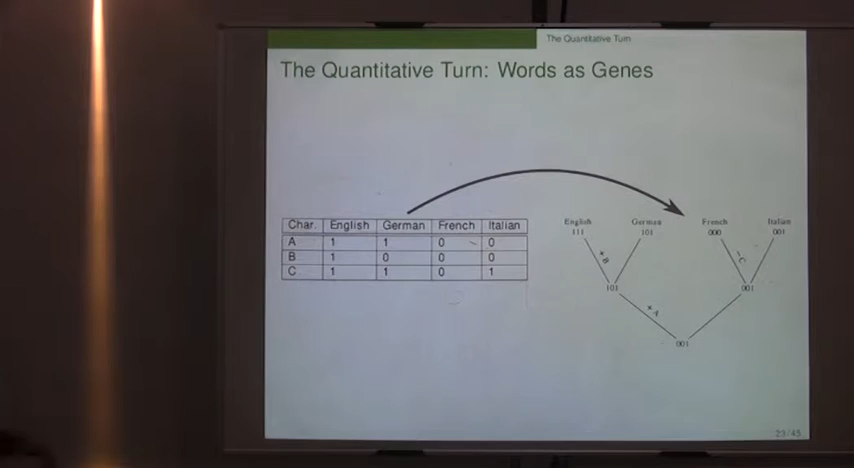 The Quantitative Turn
The Quantitative Turn: Words as Genes
Char. English German French Italian
A 1 1 0 0
B 1 0 0 0
C 1 1 0 1
English German French Italian
111 101 000 001
+ B - C
101 001
+ A
001
23/45